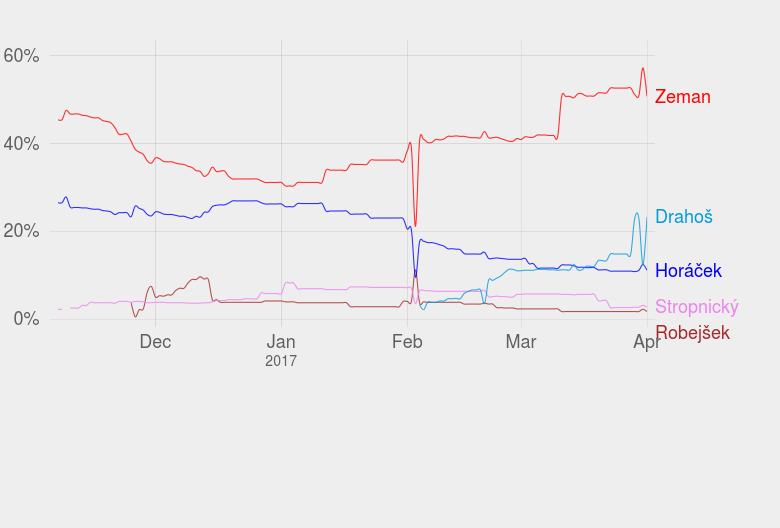 60%
Zeman
40%
Drahoš
20%
Horáček
Stropnický
0%
Robejšek
Dec
Jan
Feb
Mar
Apr
2017